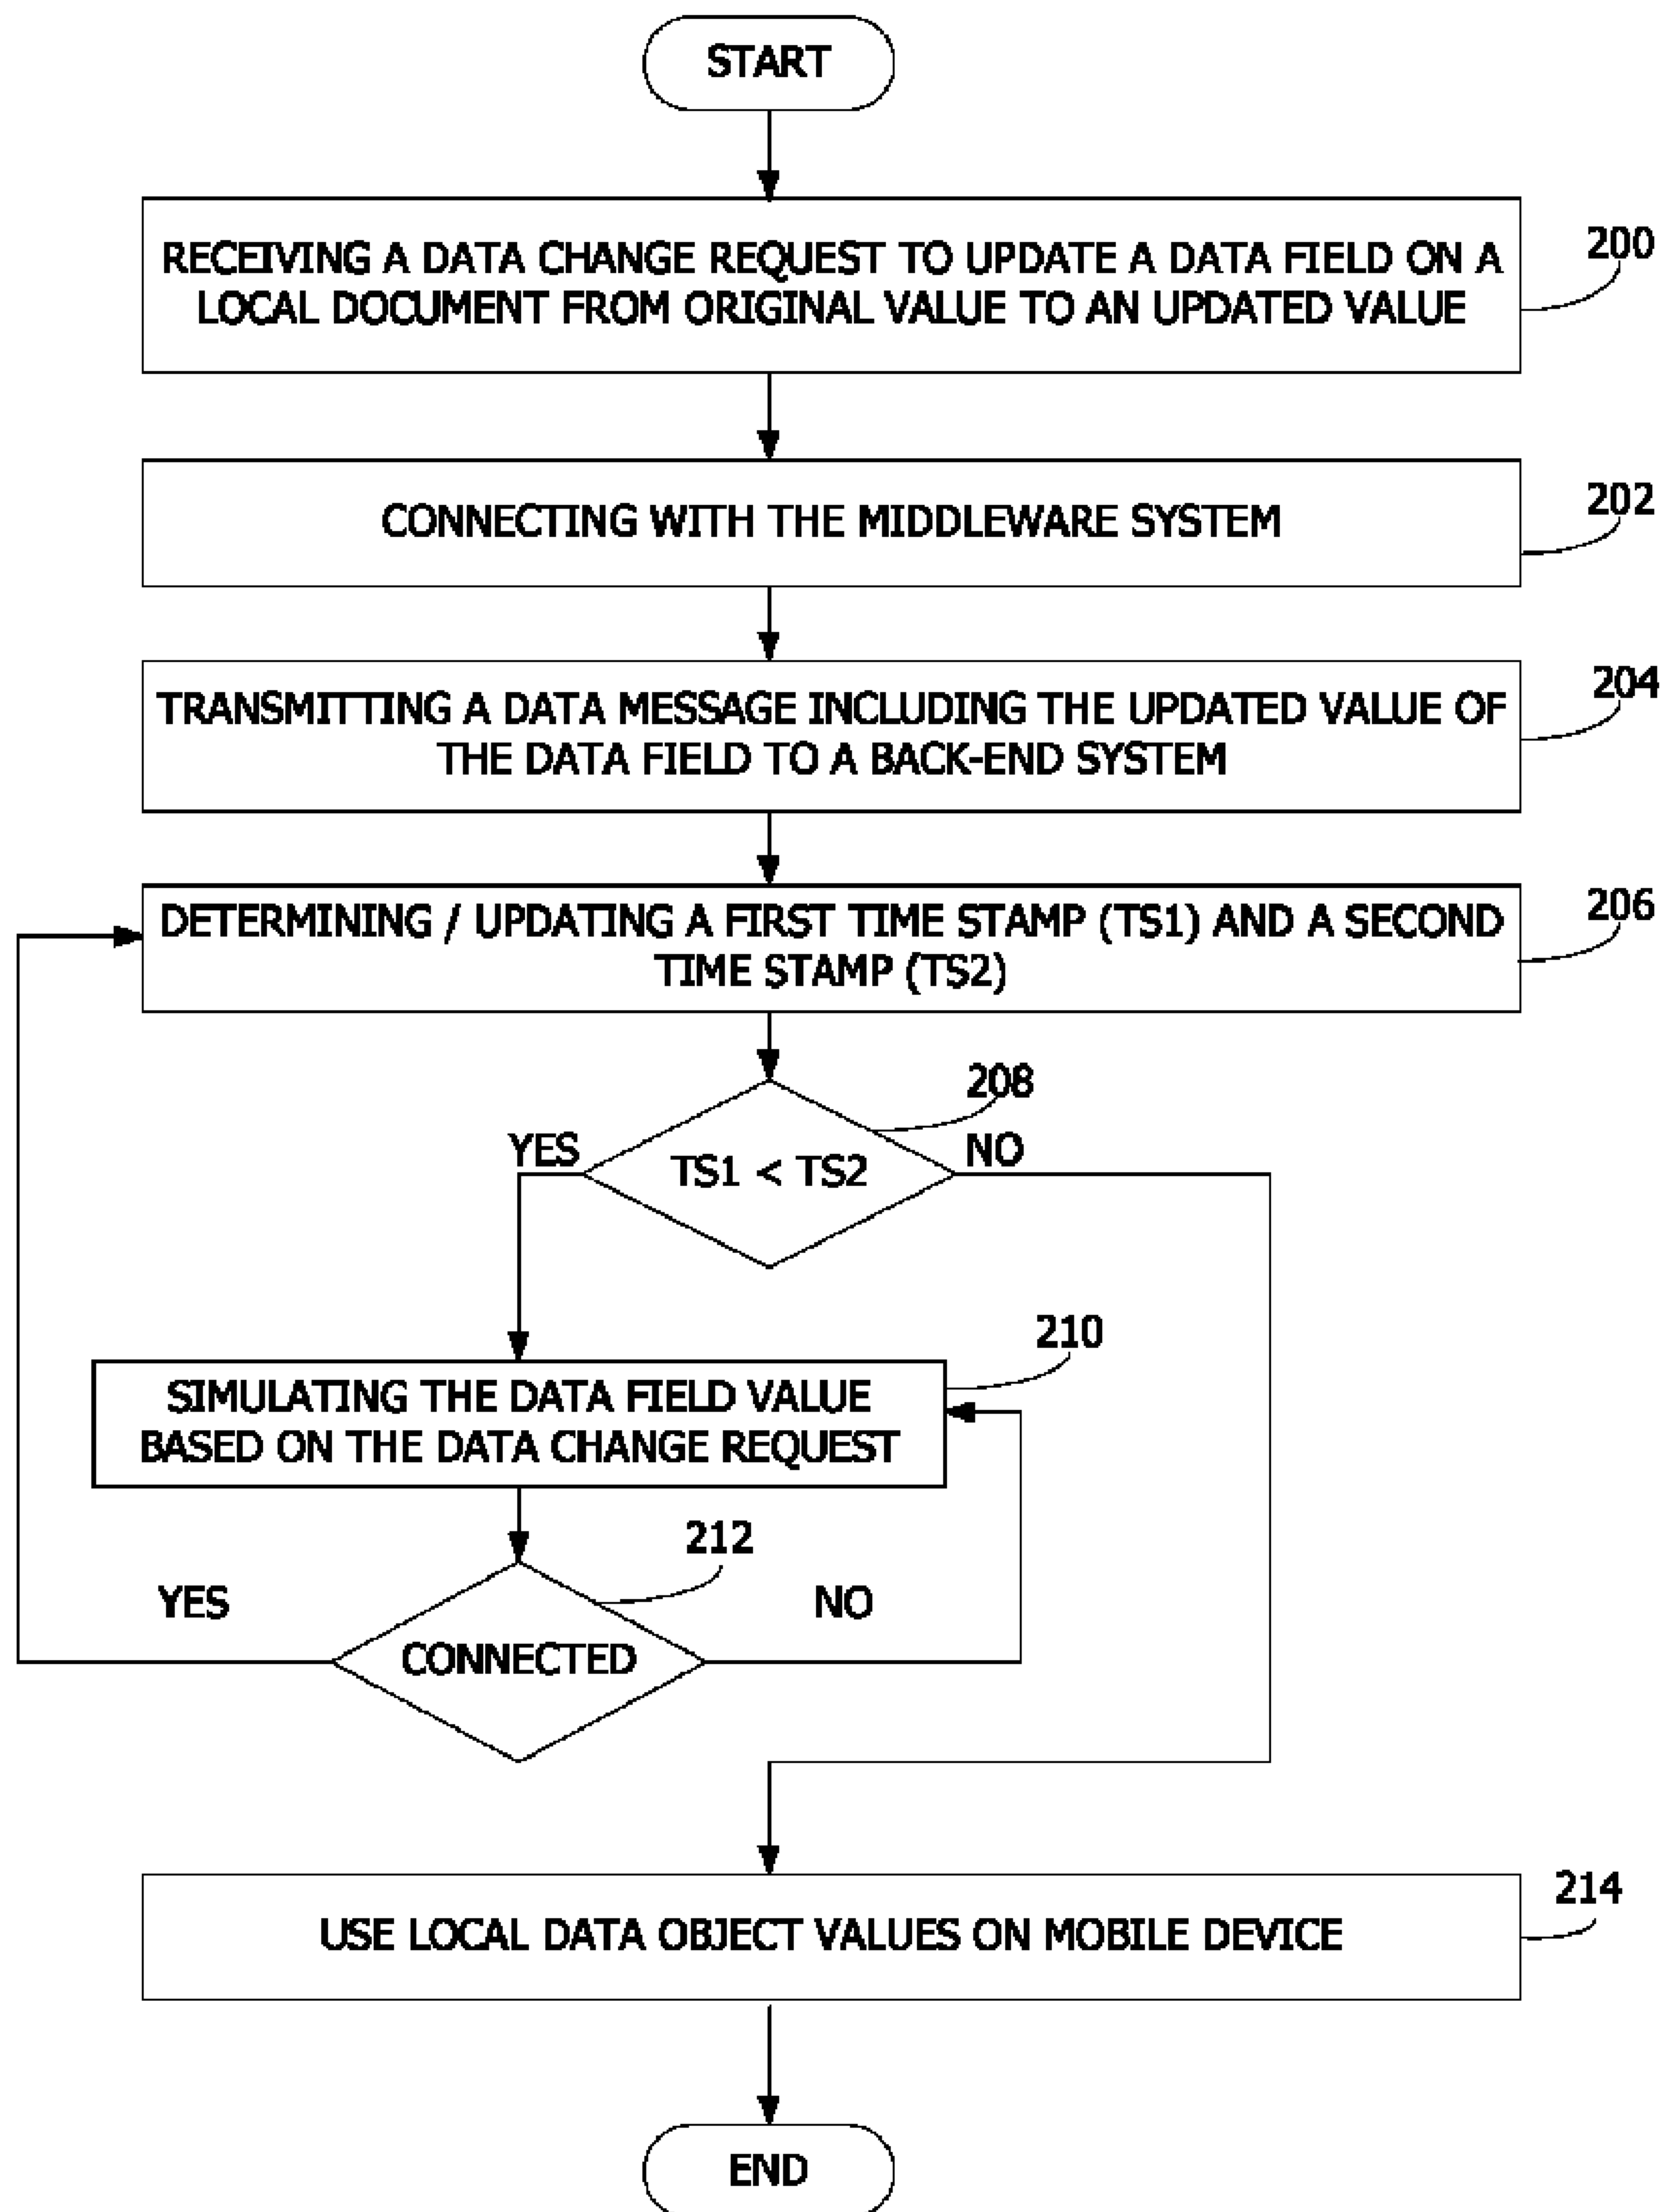 START
RECEIVING A DATA CHANGE REQUEST TO UPDATE A DATA FIELD ON A
LOCAL DOCUMENT FROM ORIGINAL VALUE TO AN UPDATED VALUE
200
CONNECTING WITH THE MIDDLEWARE SYSTEM
202
TRANSMITTING A DATA MESSAGE INCLUDING THE UPDATED VALUE OF
THE DATA FIELD TO A BACK-END SYSTEM
204
DETERMINING / UPDATING A FIRST TIME STAMP (TS1) AND A SECOND
TIME STAMP (TS2)
206
208
YES
TS1 < TS2
NO
210
SIMULATING THE DATA FIELD VALUE
BASED ON THE DATA CHANGE REQUEST
212
YES
NO
CONNECTED
214
USE LOCAL DATA OBJECT VALUES ON MOBILE DEVICE
END